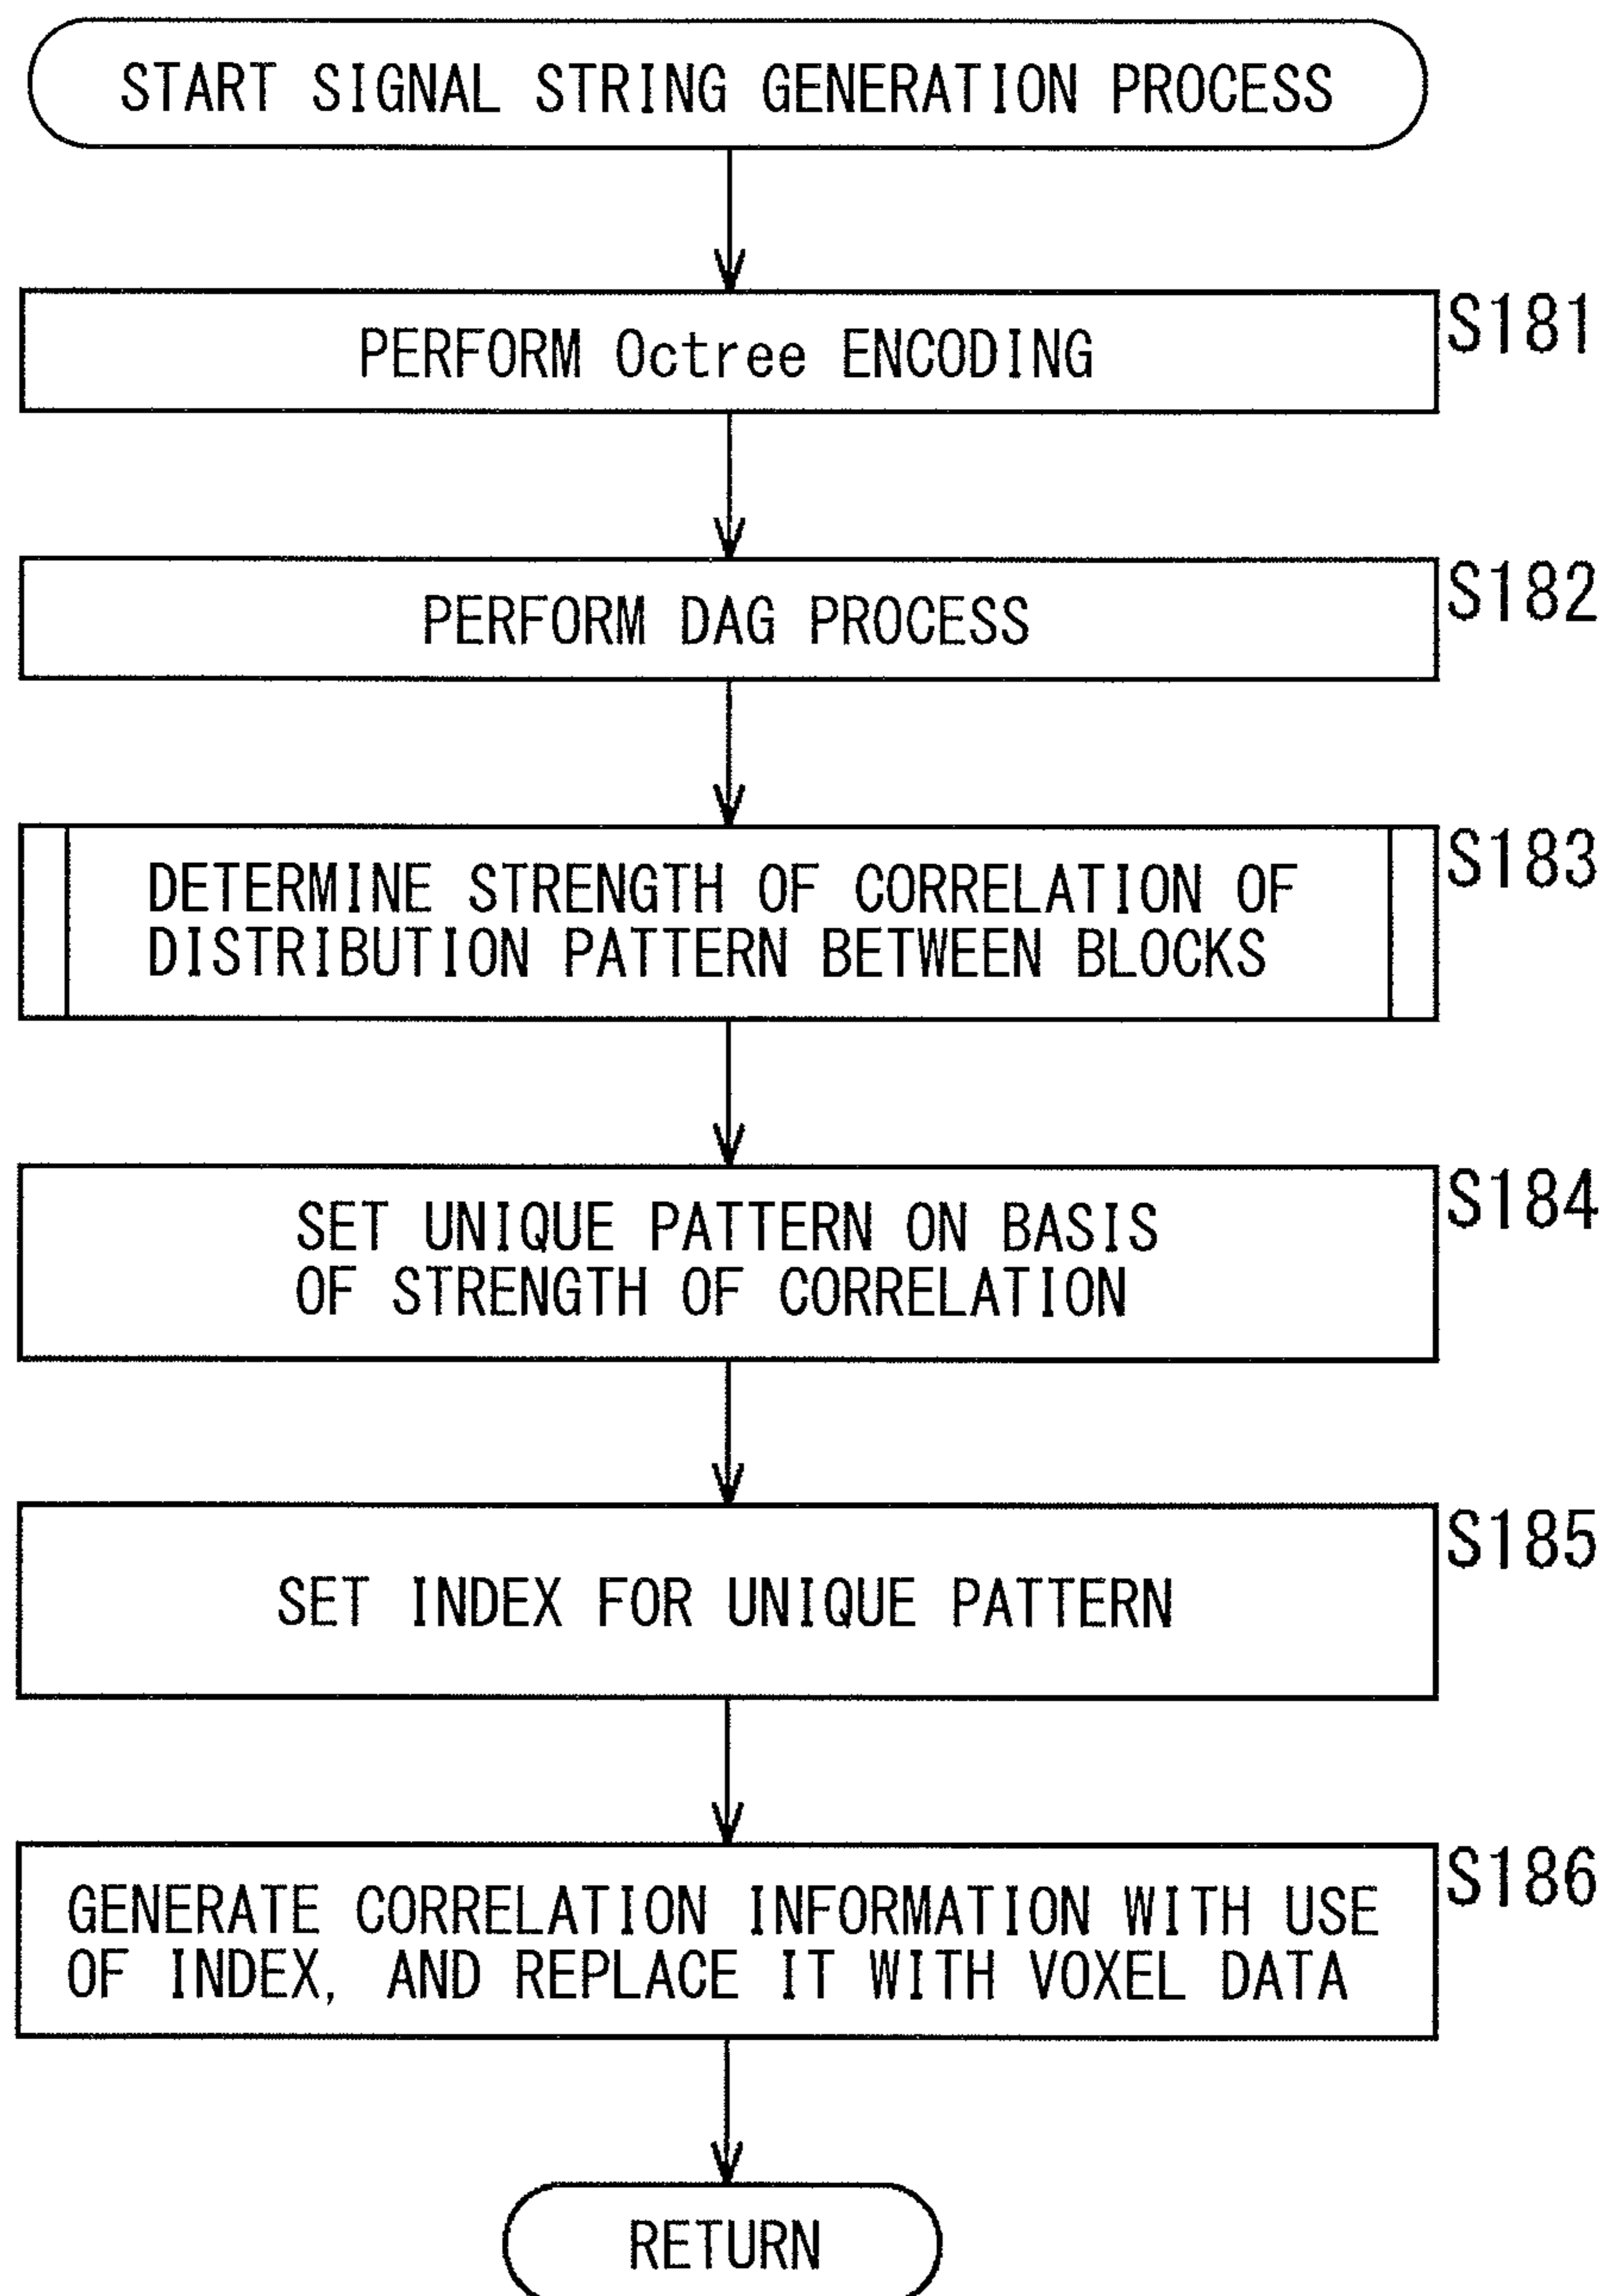 START SIGNAL STRING GENERATION PROCESS
S181
PERFORM Octree ENCODING
S182
PERFORM DAG PROCESS
S183
DETERMINE STRENGTH OF CORRELATION OF
DISTRIBUTION PATTERN BETWEEN BLOCKS
S184
SET UNIQUE PATTERN ON BASIS
OF STRENGTH OF CORRELATION
S185
SET INDEX FOR UNIQUE PATTERN
S186
GENERATE CORRELATION INFORMATION WITH USE
OF INDEX, AND REPLACE IT WITH VOXEL DATA
RETURN